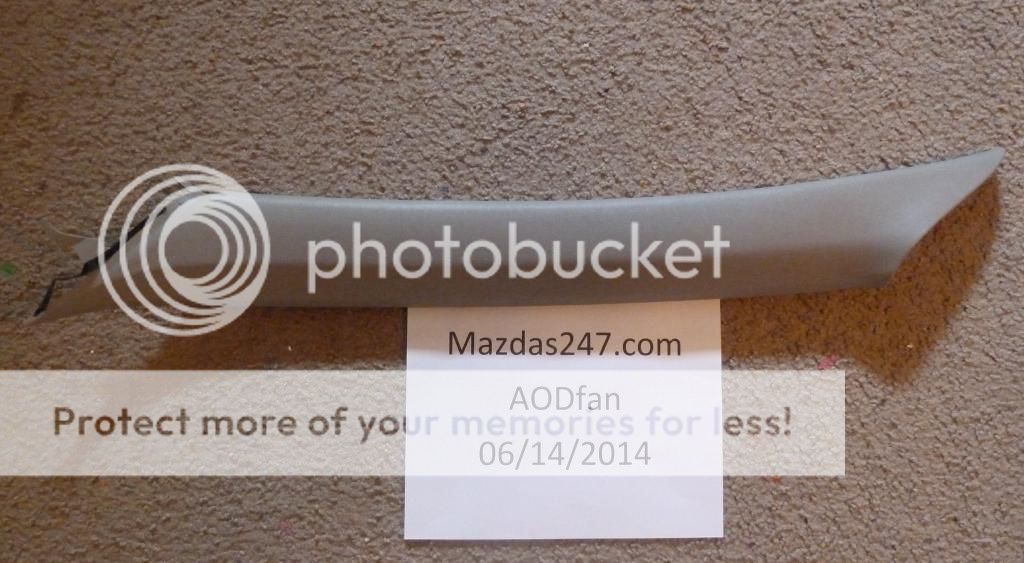 photobucket
Mazdas247.com
AODfan
Protect more of your memories for less!
06/14/2014